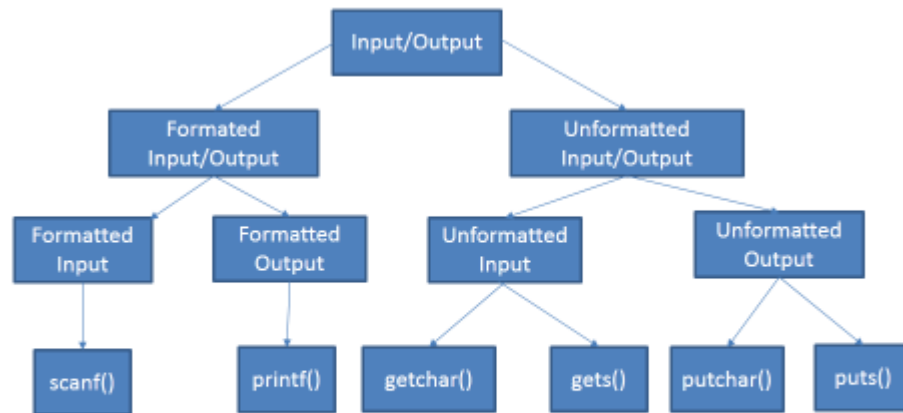 Input/Output
Formated
Input/Output
Unformatted
Input/Output
Formatted
Input
Formatted
Output
Unformatted
Input
Unformatted
Output
scanf()
printf()
getchar()
gets()
putchar()
puts()